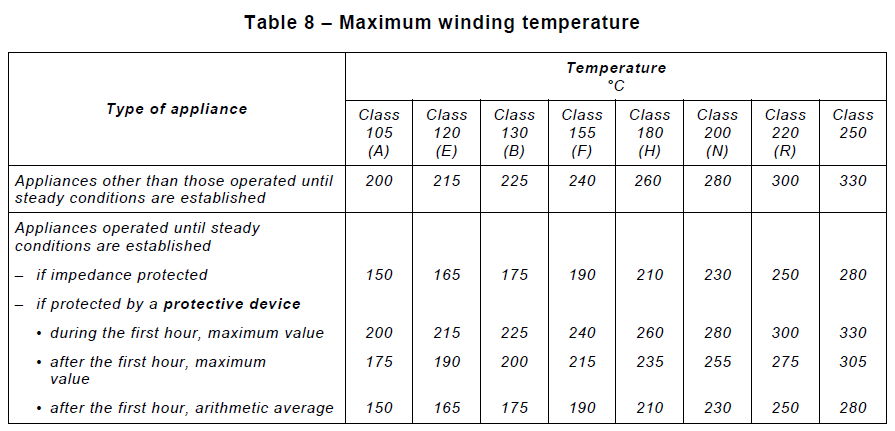 Table 8 – Maximum winding temperature
Type of appliance
Temperature
°C
Class 105 (A) Class 120 (E) Class 130 (B) Class 155 (F) Class 180 (H) Class 200 (N) Class 220 (R) Class 250
Appliances other than those operated until
steady conditions are established 200 215 225 240 260 280 300 330
Appliances operated until steady
conditions are established
– if impedance protected 150 165 175 190 210 230 250 280
– if protected by a protective device
• during the first hour, maximum value 200 215 225 240 260 280 300 330
• after the first hour, maximum 175 190 200 215 235 255 275 305
value
• after the first hour, arithmetic average 150 165 175 190 210 230 250 280